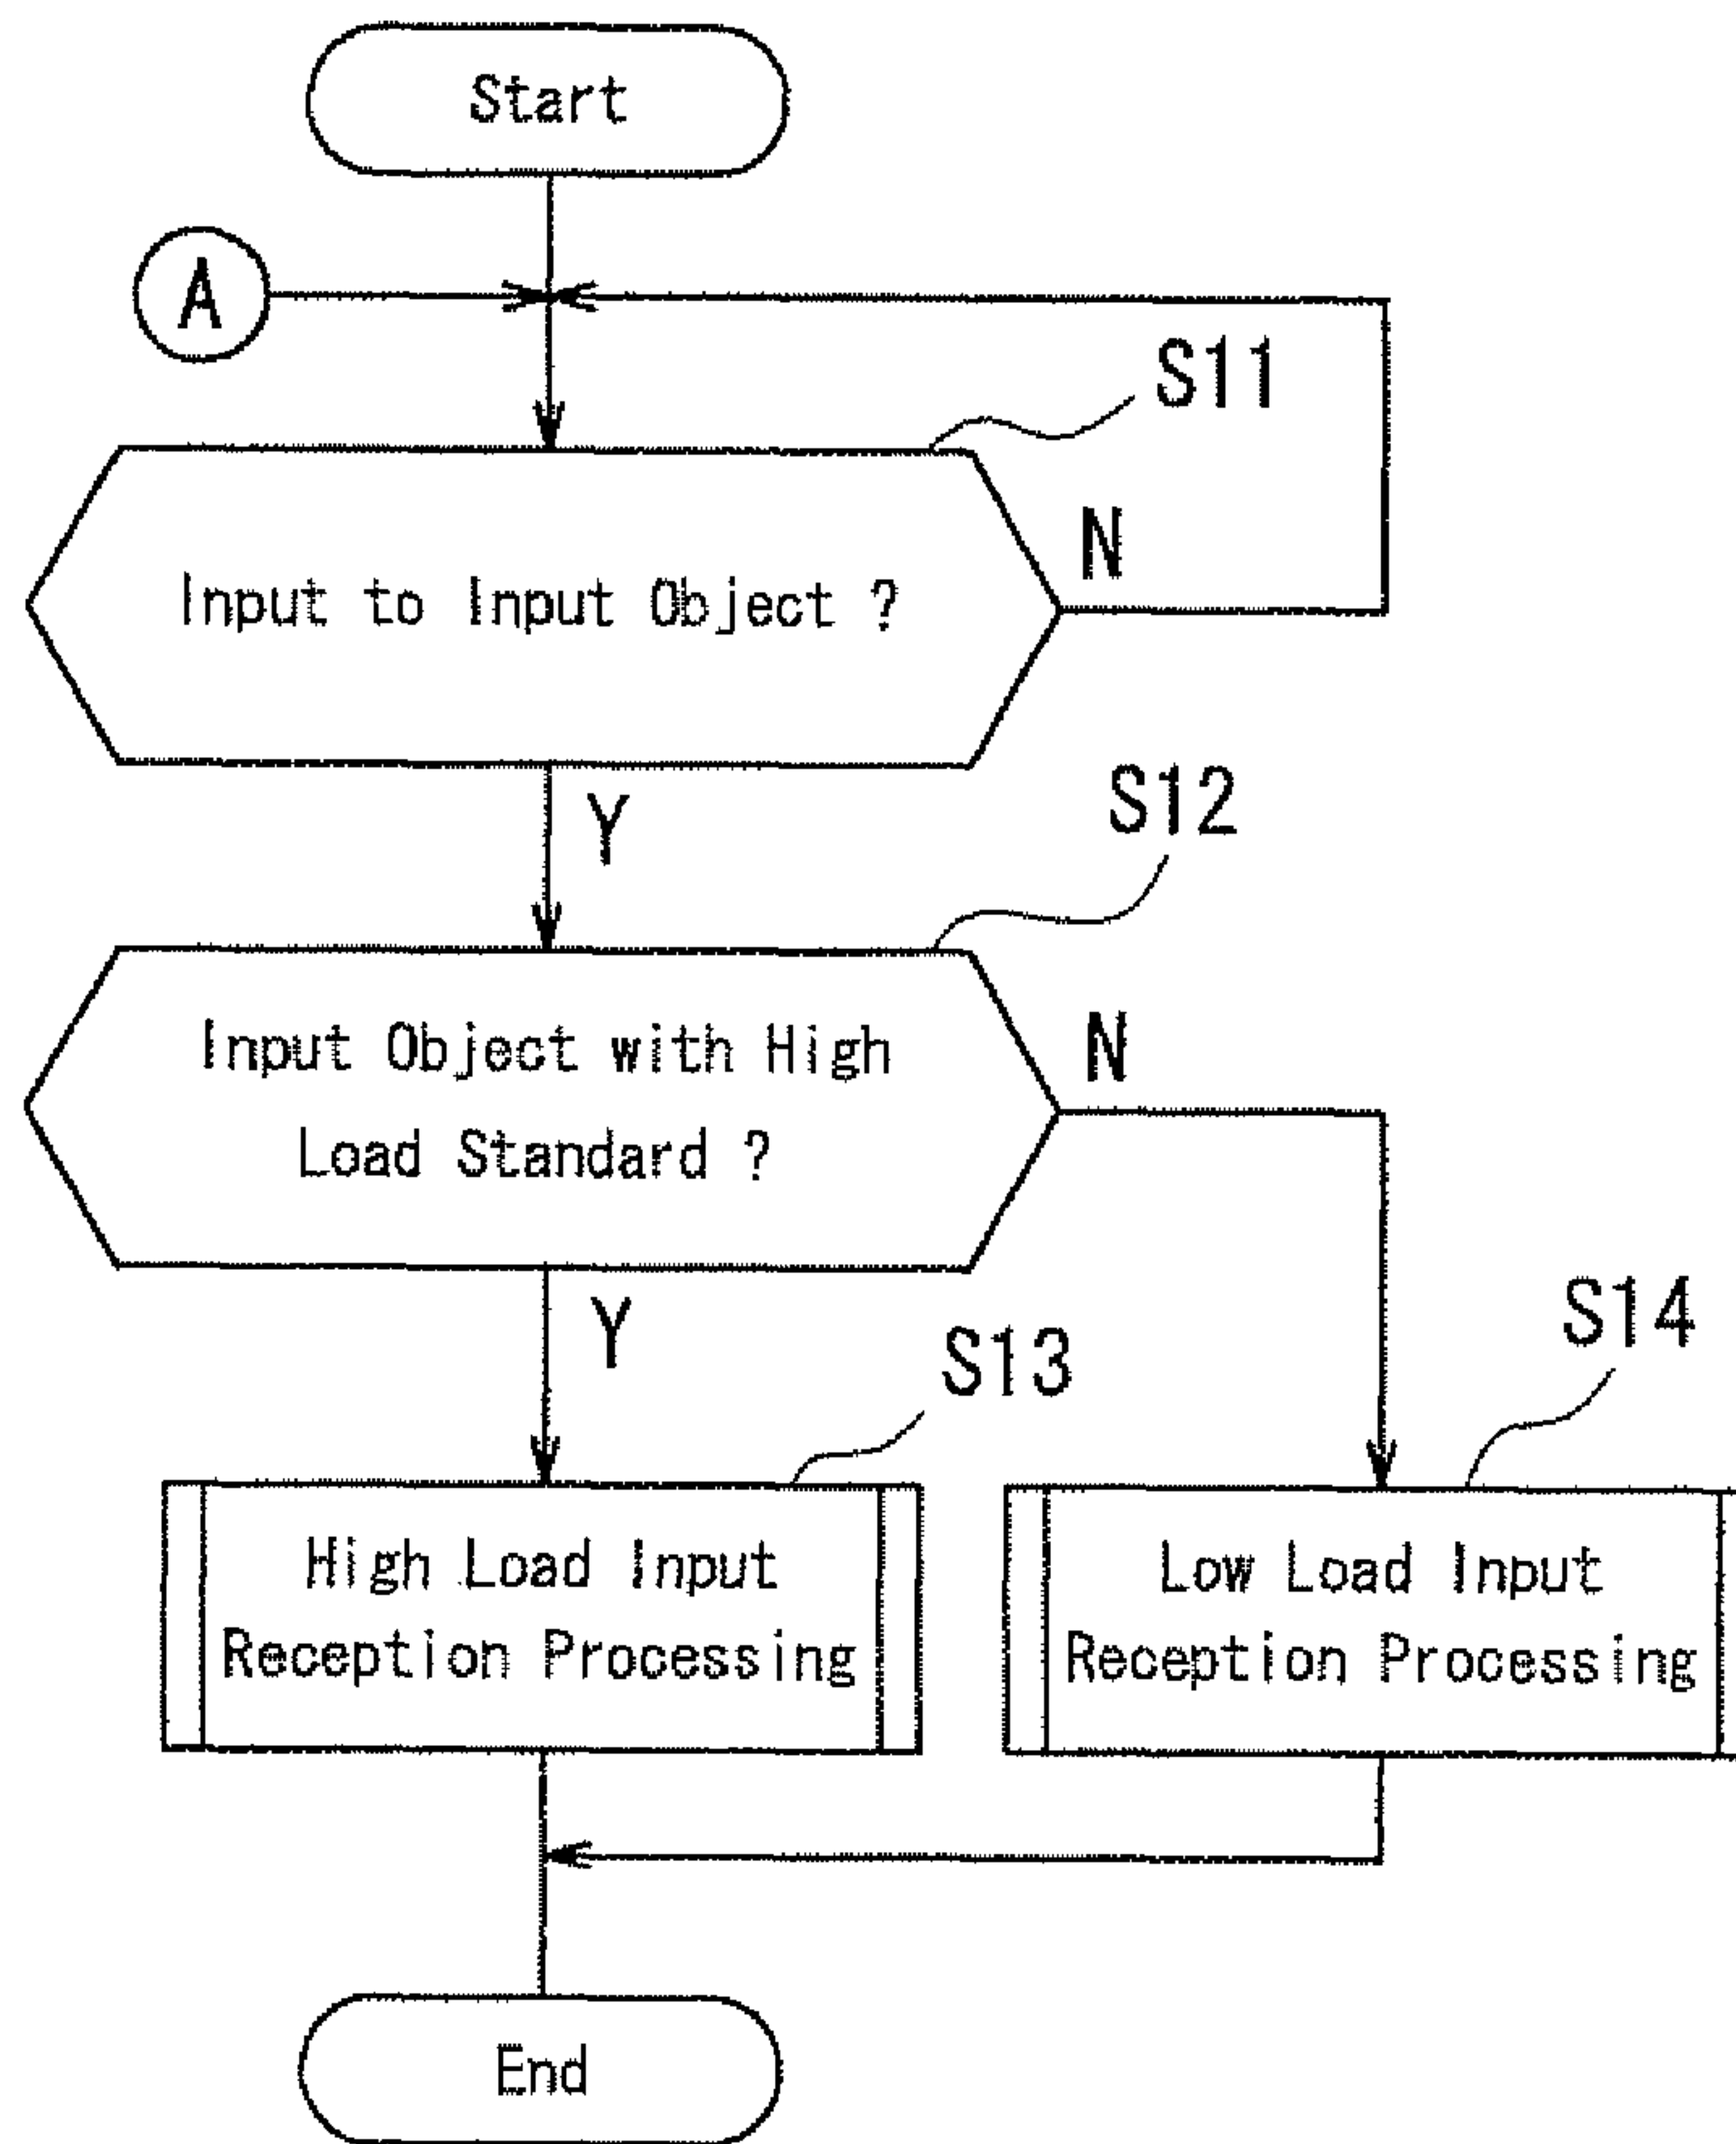 Start
A
S11
Input to Input Object ?
N
Y
S12
Input Object with High
Load Standard ?
N
Y
S13
S14
High Load Input
Reception Processing
Low Load Input
Reception Processing
End